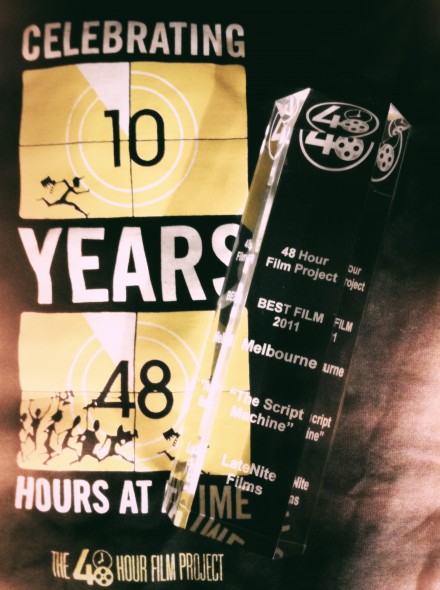 CELEBRATING
10
YEARS
48
HOURS AT A TIME
THE 48 HOUR FILM PROJECT
48
48 Hour
Film Project
BEST FILM
2011
Melbourne
"The Script
Machine"
LateNite
Films